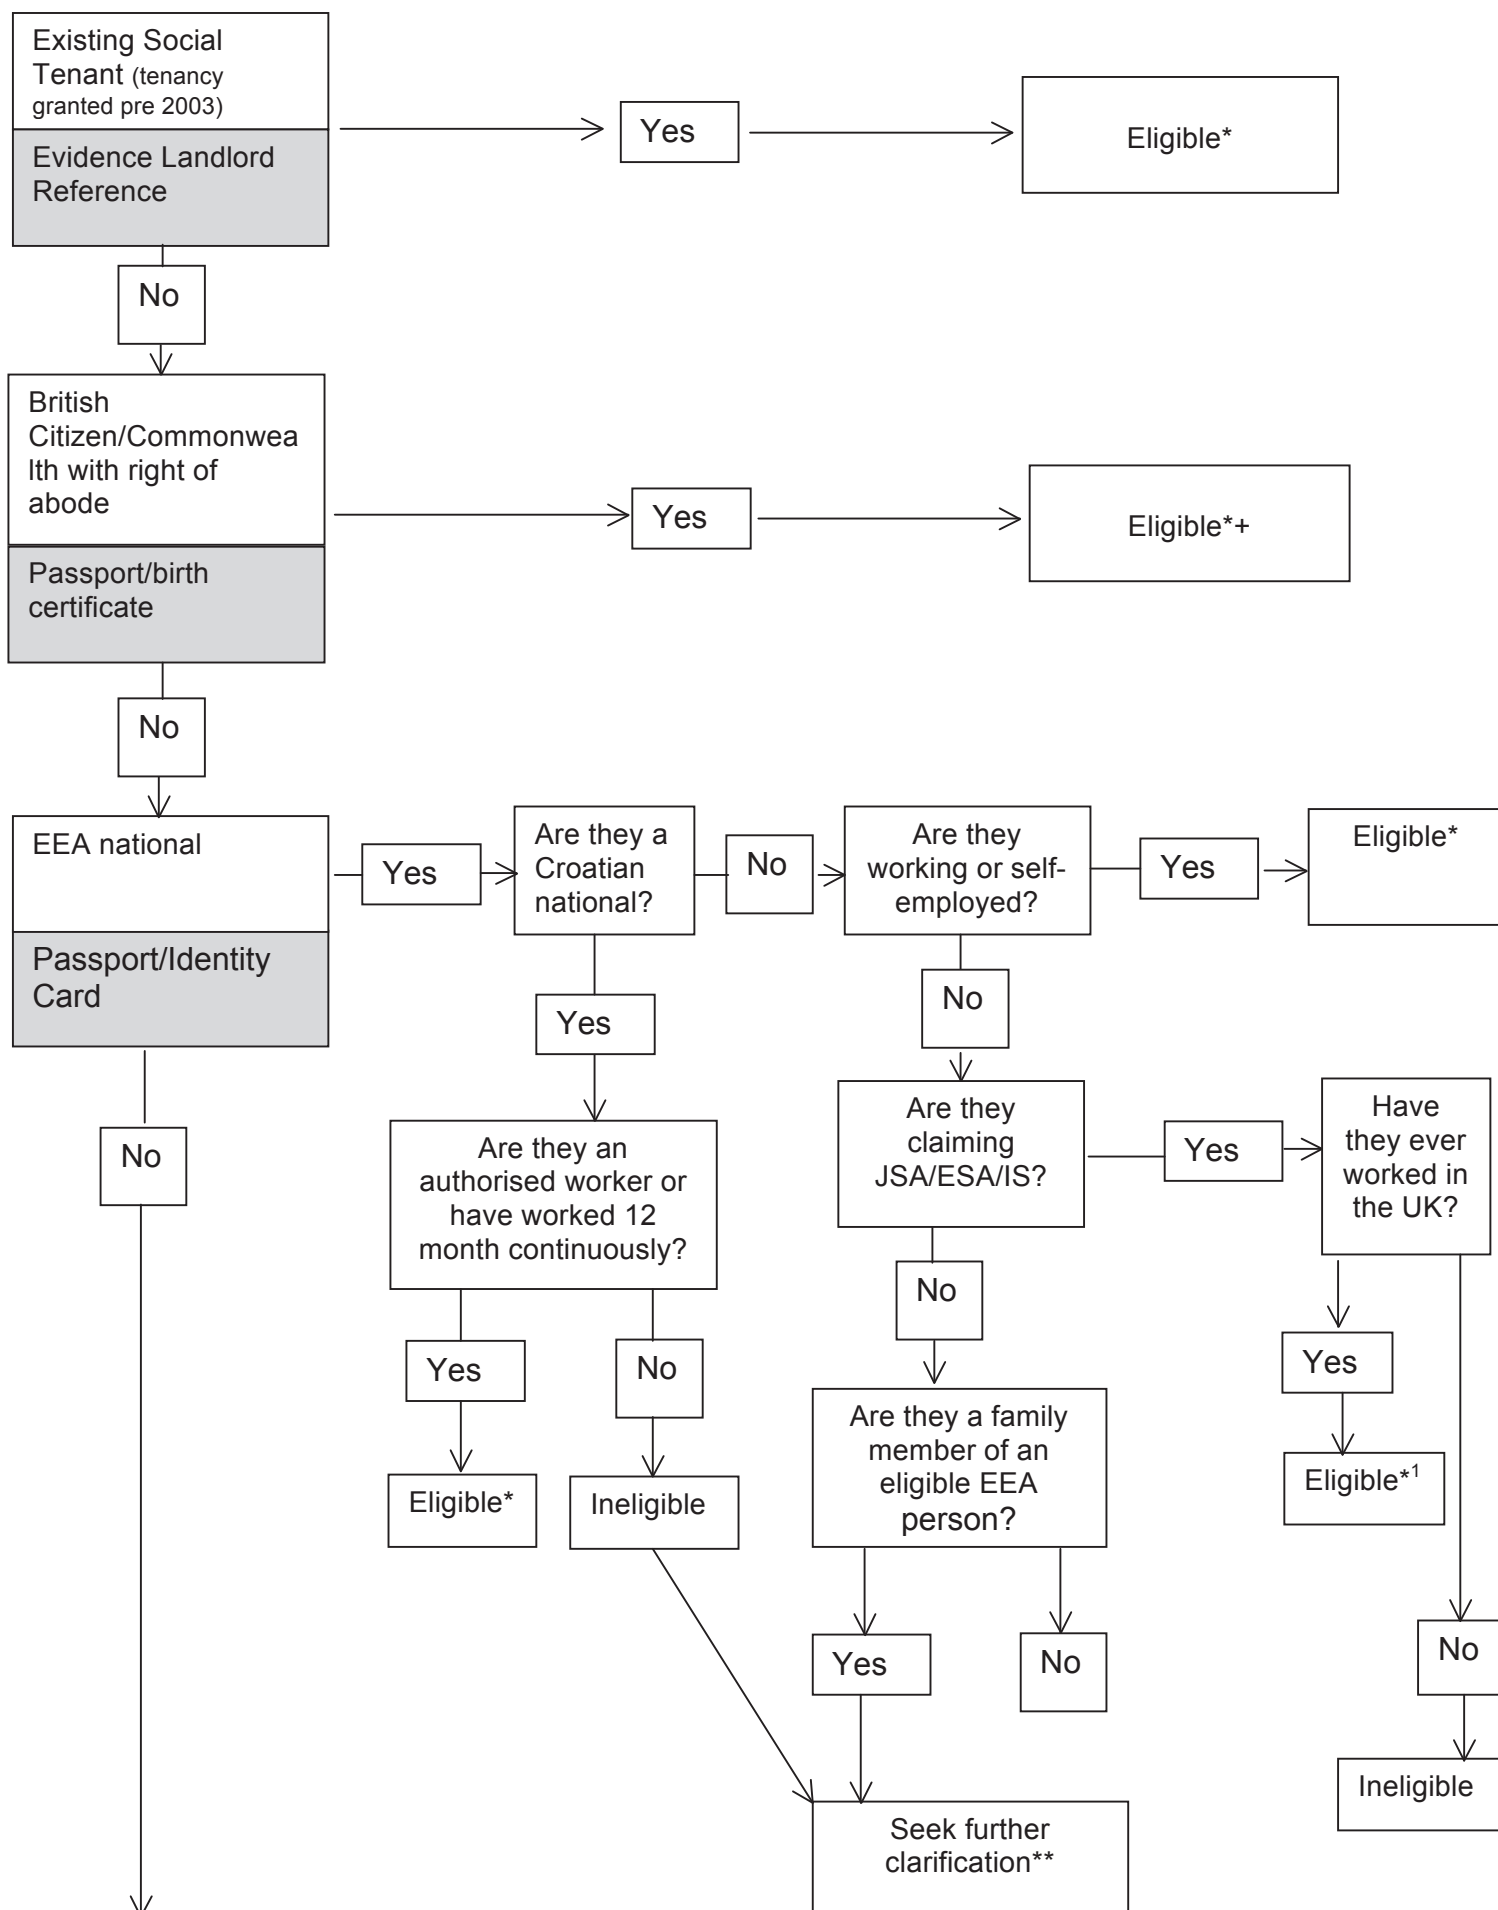 Existing Social
Tenant (tenancy
granted pre 2003)
Yes
Eligible*
Evidence Landlord
Reference
No
British
Citizen/Commonwea
lth with right of
abode
Yes
Eligible*+
Passport/birth
certificate
No
EEA national
Yes
Are they a
Croatian
national?
No
Are they
working or self-
employed?
Yes
Eligible*
Passport/Identity
Card
Yes
No
No
Are they an
authorised worker or
have worked 12
month continuously?
Are they
claiming
JSA/ESA/IS?
Yes
Have
they ever
worked in
the UK?
Yes
No
No
Yes
Eligible*
Ineligible
Are they a family
member of an
eligible EEA
person?
Eligible*1
Yes
No
No
Ineligible
Seek further
clarification**